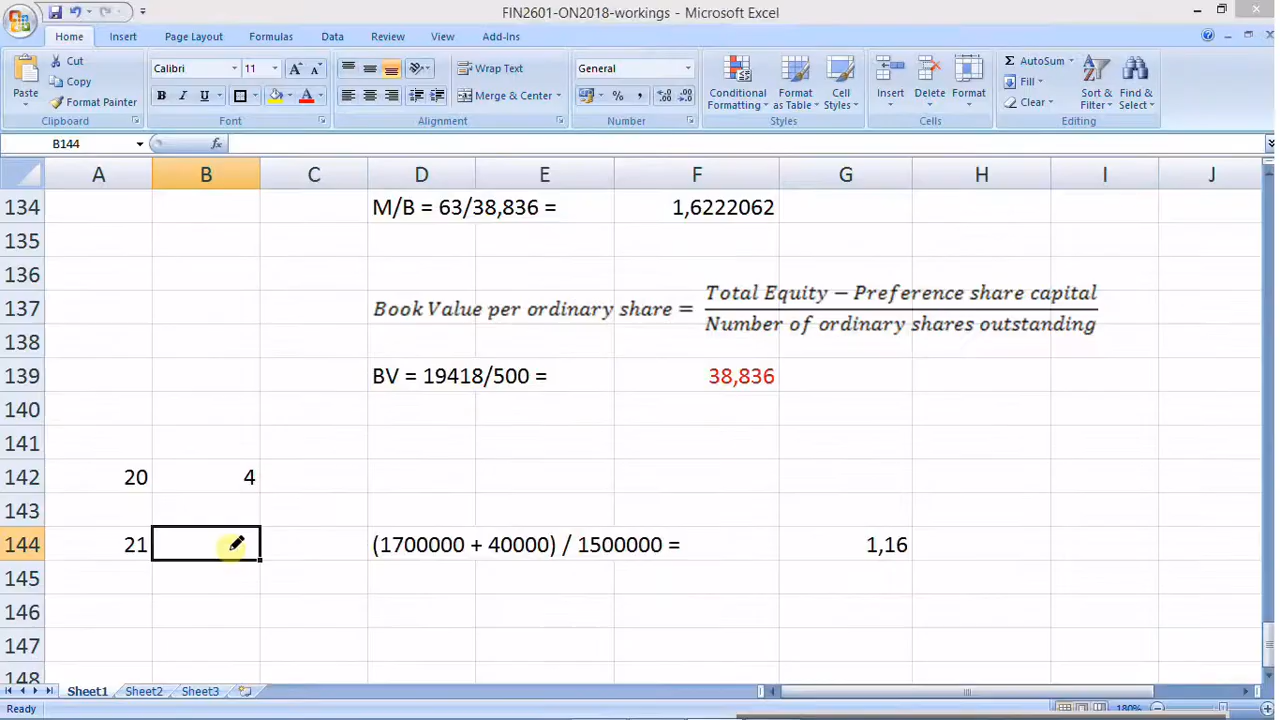 FIN2601-ON2018-workings - Microsoft Excel
Home Insert Page Layout Formulas Data Review View Add-Ins
Paste
Cut
Copy
Format Painter
Clipboard
Calibri 11
B I U
Font
Wrap Text
Merge & Center
Alignment
General
Number
Conditional Formatting
Format as Table
Cell Styles
Styles
Insert Delete Format
Cells
AutoSum
Fill
Clear
Sort & Filter
Find & Select
Editing
B144 fx
A B C D E F G H I J
134 M/B = 63/38,836 = 1,6222062
135
136
137 Book Value per ordinary share = Total Equity − Preference share capital
Number of ordinary shares outstanding
138
139 BV = 19418/500 = 38,836
140
141
142 20 4
143
144 21 (1700000 + 40000) / 1500000 = 1,16
145
146
147
148
Sheet1 Sheet2 Sheet3
Ready 180%